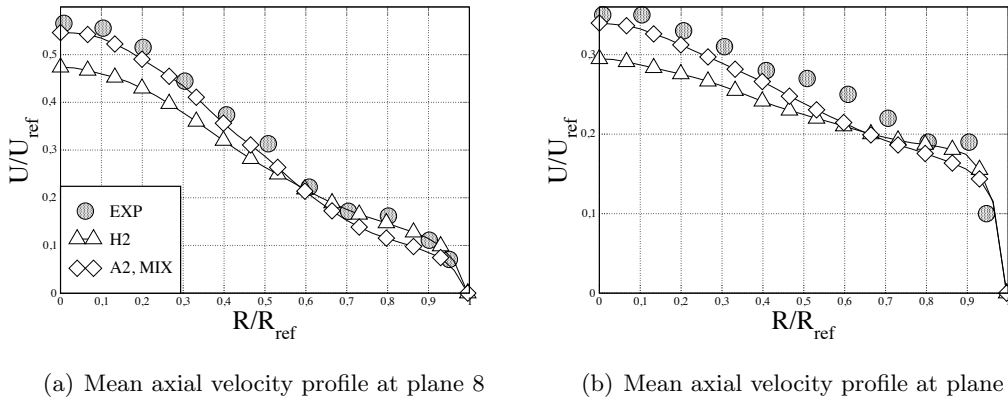 U/U_ref
0,5
0,4
0,3
0,2
0,1
0
EXP
H2
A2, MIX
0 0,1 0,2 0,3 0,4 0,5 0,6 0,7 0,8 0,9
R/R_ref
(a) Mean axial velocity profile at plane 8
U/U_ref
0,3
0,2
0,1
0
0 0,1 0,2 0,3 0,4 0,5 0,6 0,7 0,8 0,9
R/R_ref
(b) Mean axial velocity profile at plane